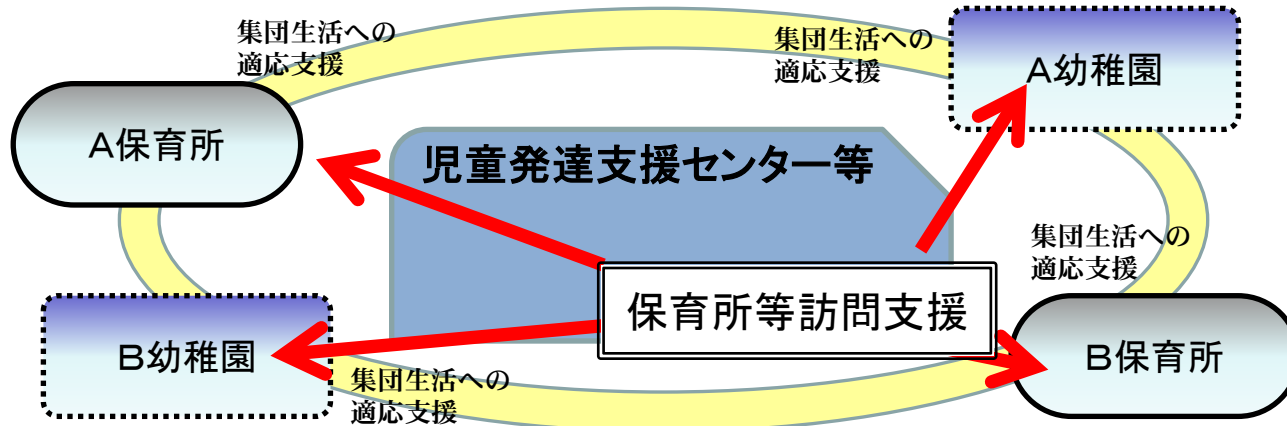 集団生活への
適応支援
集団生活への
適応支援
A幼稚園
A保育所
児童発達支援センター等
集団生活への
適応支援
保育所等訪問支援
B幼稚園
B保育所
集団生活への
適応支援